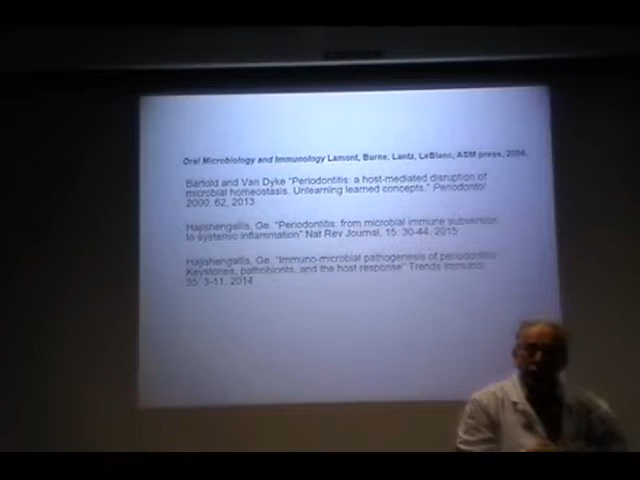 Oral Microbiology and Immunology Lamont, Burne, Lantz, LeBlanc, ASM press, 2006.
Bartold and Van Dyke "Periodontitis: a host-mediated disruption of
microbial homeostasis. Unlearning learned concepts." Periodontol
2000, 62, 2013
Hajishengallis, Ge. "Periodontitis: from microbial immune subversion
to systemic inflammation" Nat Rev Journal, 15: 30-44, 2015
Hajishengallis, Ge. "Immuno-microbial pathogenesis of periodontitis:
Keystones, pathobionts, and the host response" Trends Immunol,
35: 3-11, 2014